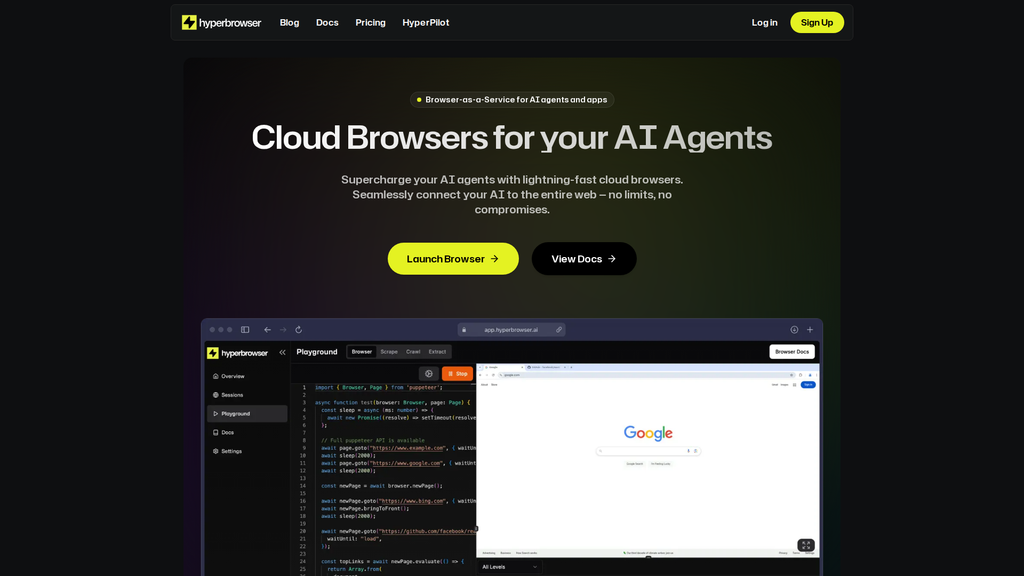 hyperbrowser
Blog
Docs
Pricing
HyperPilot
Log in
Sign Up
Browser-as-a-Service for AI agents and apps
Cloud Browsers for your AI Agents
Supercharge your AI agents with lightning-fast cloud browsers.
Seamlessly connect your AI to the entire web – no limits, no
compromises.
Launch Browser
View Docs
app.hyperbrowser.ai
hyperbrowser
Playground
Browser
Scrape
Crawl
Extract
Browser Docs
Overview
Sessions
Playground
Docs
Settings
Stop
1 import { Browser, Page } from 'puppeteer';
2
3 async function test(browser: Browser, page: Page) {
4 const sleep = async (ms: number) => {
5 await new Promise((resolve) => setTimeout(resolve
6 };
7
8 // Full puppeteer API is available
9 await page.goto("https://www.example.com", { waitUn
10 await sleep(2000);
11 await page.goto("https://www.google.com", { waitUnt
12 await sleep(2000);
13
14 const newPage = await browser.newPage();
15
16 await newPage.goto("https://www.bing.com", { waitUn
17 await newPage.bringToFront();
18 await sleep(2000);
19
20 await newPage.goto("https://github.com/facebook/rea
21 waitUntil: "load",
22 });
23
24 const topLinks = await newPage.evaluate(() => {
25 return Array.from(
Google
google.com
Google
Google Search
All Levels